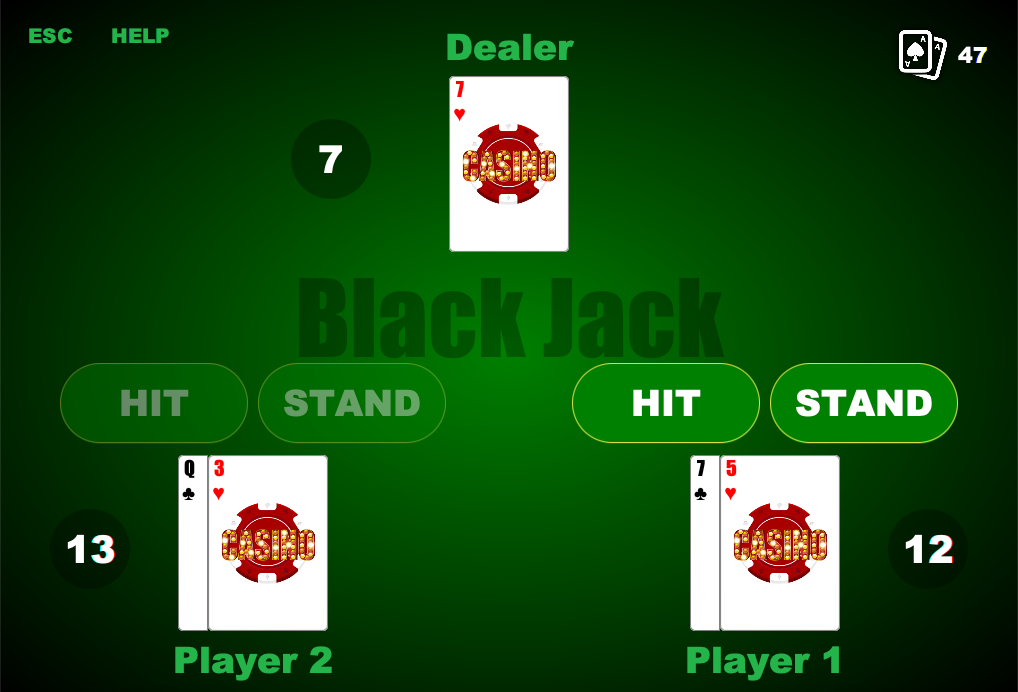 ESC HELP
Dealer
47
A
A
A
7
♥
7
CASINO
Black Jack
HIT STAND
HIT STAND
Q 3
♣ ♥
CASINO
13
Player 2
7 5
♣ ♥
CASINO
12
Player 1